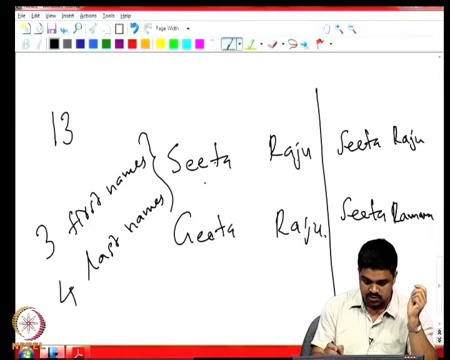 File Edit View Insert Actions Tools Help
Page Width
B
13
3 first names
4 last names
Seeta Raju
Geeta Raju.
Seeta Raju
Seeta Ramana